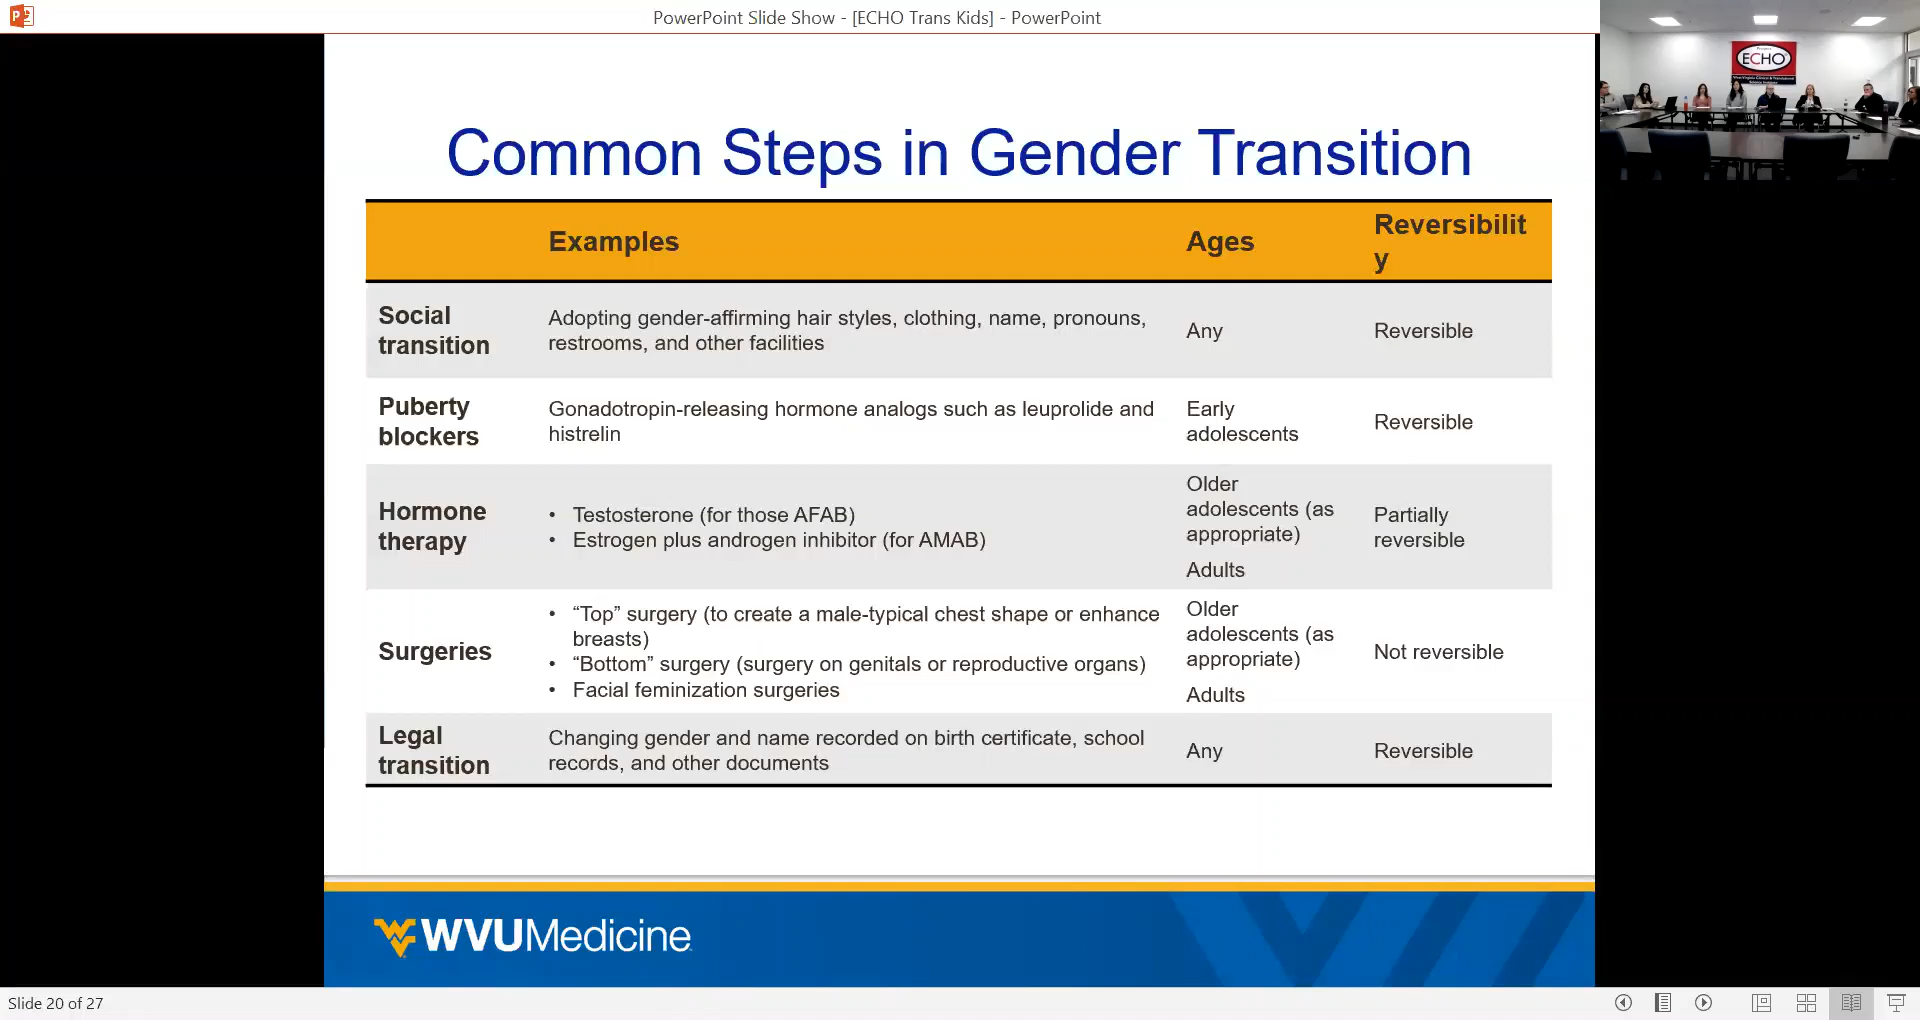 PowerPoint Slide Show - [ECHO Trans Kids] - PowerPoint
Project
ECHO
Common Steps in Gender Transition
Examples
Ages
Reversibilit
y
Social
transition
Adopting gender-affirming hair styles, clothing, name, pronouns,
restrooms, and other facilities
Any
Reversible
Puberty
blockers
Gonadotropin-releasing hormone analogs such as leuprolide and
histrelin
Early
adolescents
Reversible
Hormone
therapy
• Testosterone (for those AFAB)
• Estrogen plus androgen inhibitor (for AMAB)
Older
adolescents (as
appropriate)
Adults
Partially
reversible
Surgeries
• “Top” surgery (to create a male-typical chest shape or enhance
breasts)
• “Bottom” surgery (surgery on genitals or reproductive organs)
• Facial feminization surgeries
Older
adolescents (as
appropriate)
Adults
Not reversible
Legal
transition
Changing gender and name recorded on birth certificate, school
records, and other documents
Any
Reversible
WVUMedicine
Slide 20 of 27